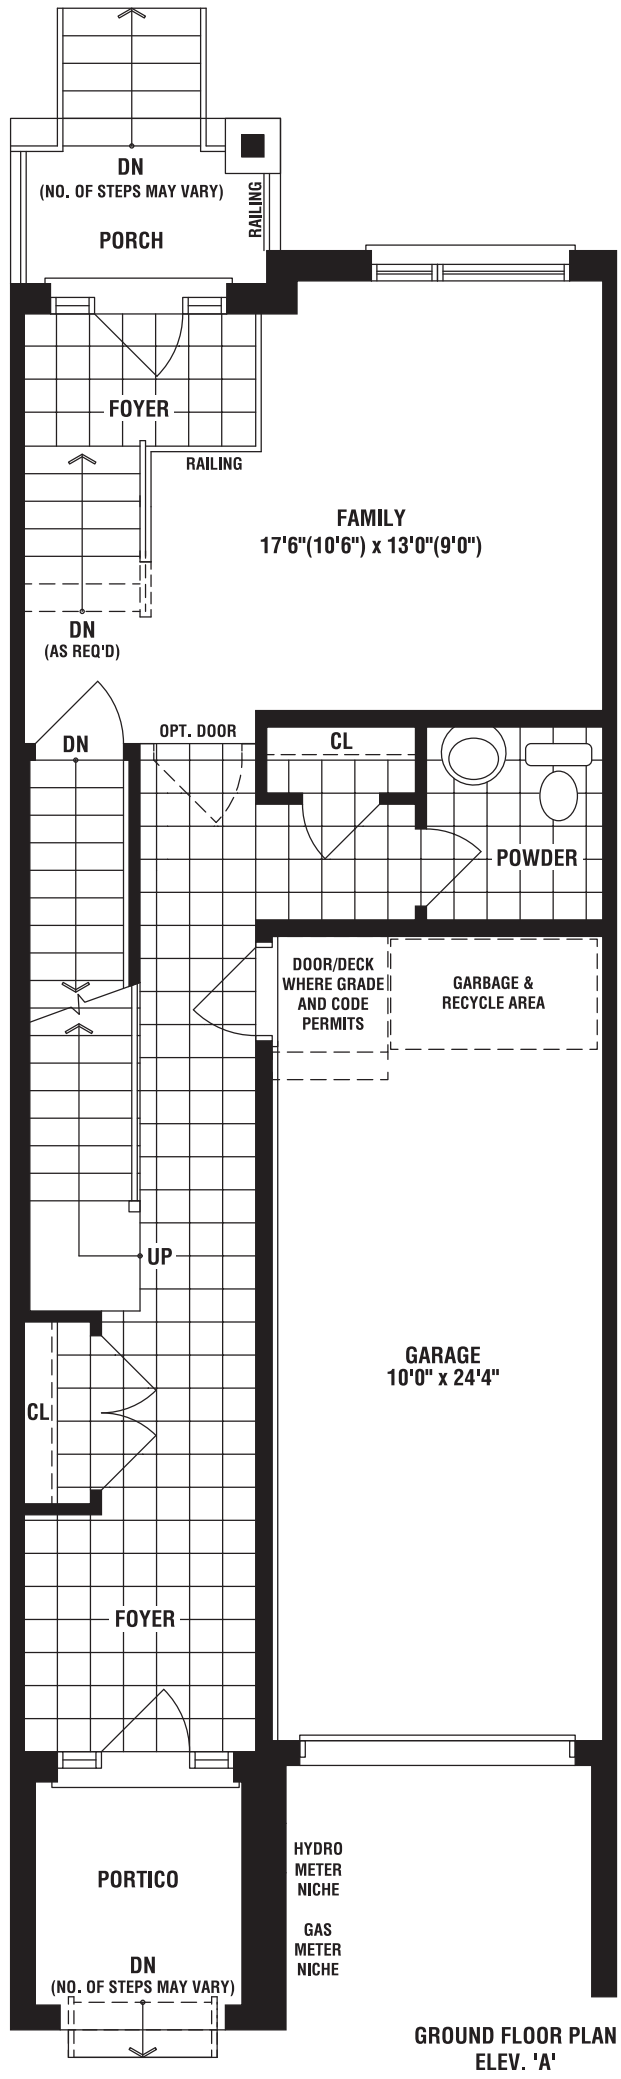 DN
(NO. OF STEPS MAY VARY)
RAILING
PORCH
FOYER
RAILING
FAMILY
17'6"(10'6") x 13'0"(9'0")
DN
(AS REQ'D)
OPT. DOOR
DN
CL
POWDER
DOOR/DECK
WHERE GRADE
AND CODE
PERMITS
GARBAGE &
RECYCLE AREA
UP
GARAGE
10'0" x 24'4"
CL
FOYER
PORTICO
HYDRO
METER
NICHE
GAS
METER
NICHE
DN
(NO. OF STEPS MAY VARY)
GROUND FLOOR PLAN
ELEV. 'A'